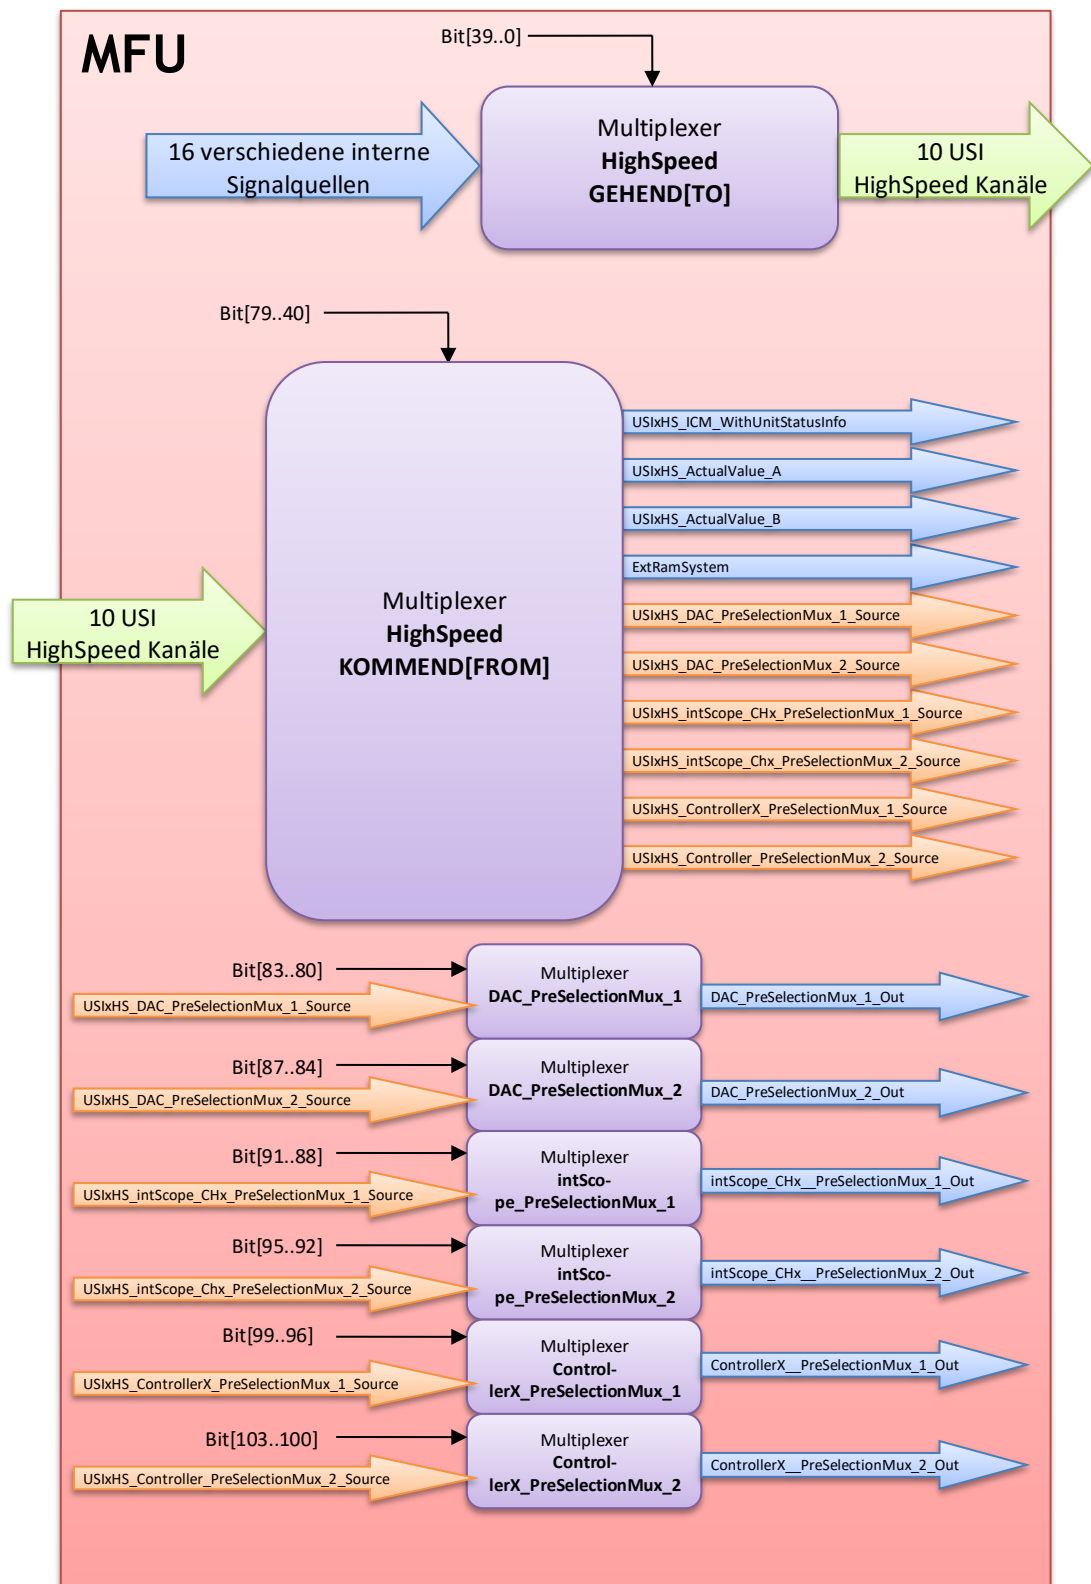 MFU
Bit[39..0]
16 verschiedene interne
Signalquellen
Multiplexer
HighSpeed
GEHEND[TO]
10 USI
HighSpeed Kanäle
Bit[79..40]
10 USI
HighSpeed Kanäle
Multiplexer
HighSpeed
KOMMEND[FROM]
USIxHS_ICM_WithUnitStatusInfo
USIxHS_ActualValue_A
USIxHS_ActualValue_B
ExtRamSystem
USIxHS_DAC_PreSelectionMux_1_Source
USIxHS_DAC_PreSelectionMux_2_Source
USIxHS_intScope_CHx_PreSelectionMux_1_Source
USIxHS_intScope_Chx_PreSelectionMux_2_Source
USIxHS_ControllerX_PreSelectionMux_1_Source
USIxHS_Controller_PreSelectionMux_2_Source
Bit[83..80]
USIxHS_DAC_PreSelectionMux_1_Source
Multiplexer
DAC_PreSelectionMux_1
DAC_PreSelectionMux_1_Out
Bit[87..84]
USIxHS_DAC_PreSelectionMux_2_Source
Multiplexer
DAC_PreSelectionMux_2
DAC_PreSelectionMux_2_Out
Bit[91..88]
USIxHS_intScope_CHx_PreSelectionMux_1_Source
Multiplexer
intSco-
pe_PreSelectionMux_1
intScope_CHx__PreSelectionMux_1_Out
Bit[95..92]
USIxHS_intScope_Chx_PreSelectionMux_2_Source
Multiplexer
intSco-
pe_PreSelectionMux_2
intScope_CHx__PreSelectionMux_2_Out
Bit[99..96]
USIxHS_ControllerX_PreSelectionMux_1_Source
Multiplexer
Control-
lerX_PreSelectionMux_1
ControllerX__PreSelectionMux_1_Out
Bit[103..100]
USIxHS_Controller_PreSelectionMux_2_Source
Multiplexer
Control-
lerX_PreSelectionMux_2
ControllerX__PreSelectionMux_2_Out